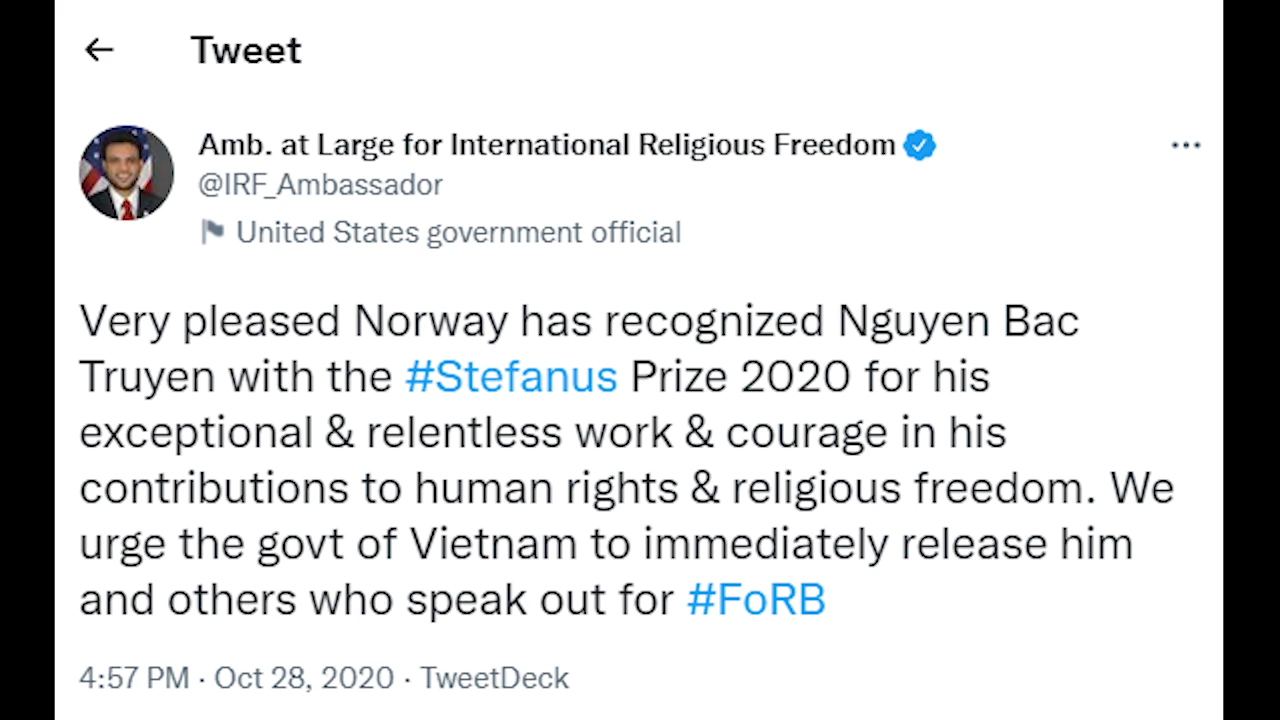 Tweet
Amb. at Large for International Religious Freedom
@IRF_Ambassador
United States government official
Very pleased Norway has recognized Nguyen Bac
Truyen with the #Stefanus Prize 2020 for his
exceptional & relentless work & courage in his
contributions to human rights & religious freedom. We
urge the govt of Vietnam to immediately release him
and others who speak out for #FoRB
4:57 PM · Oct 28, 2020 · TweetDeck